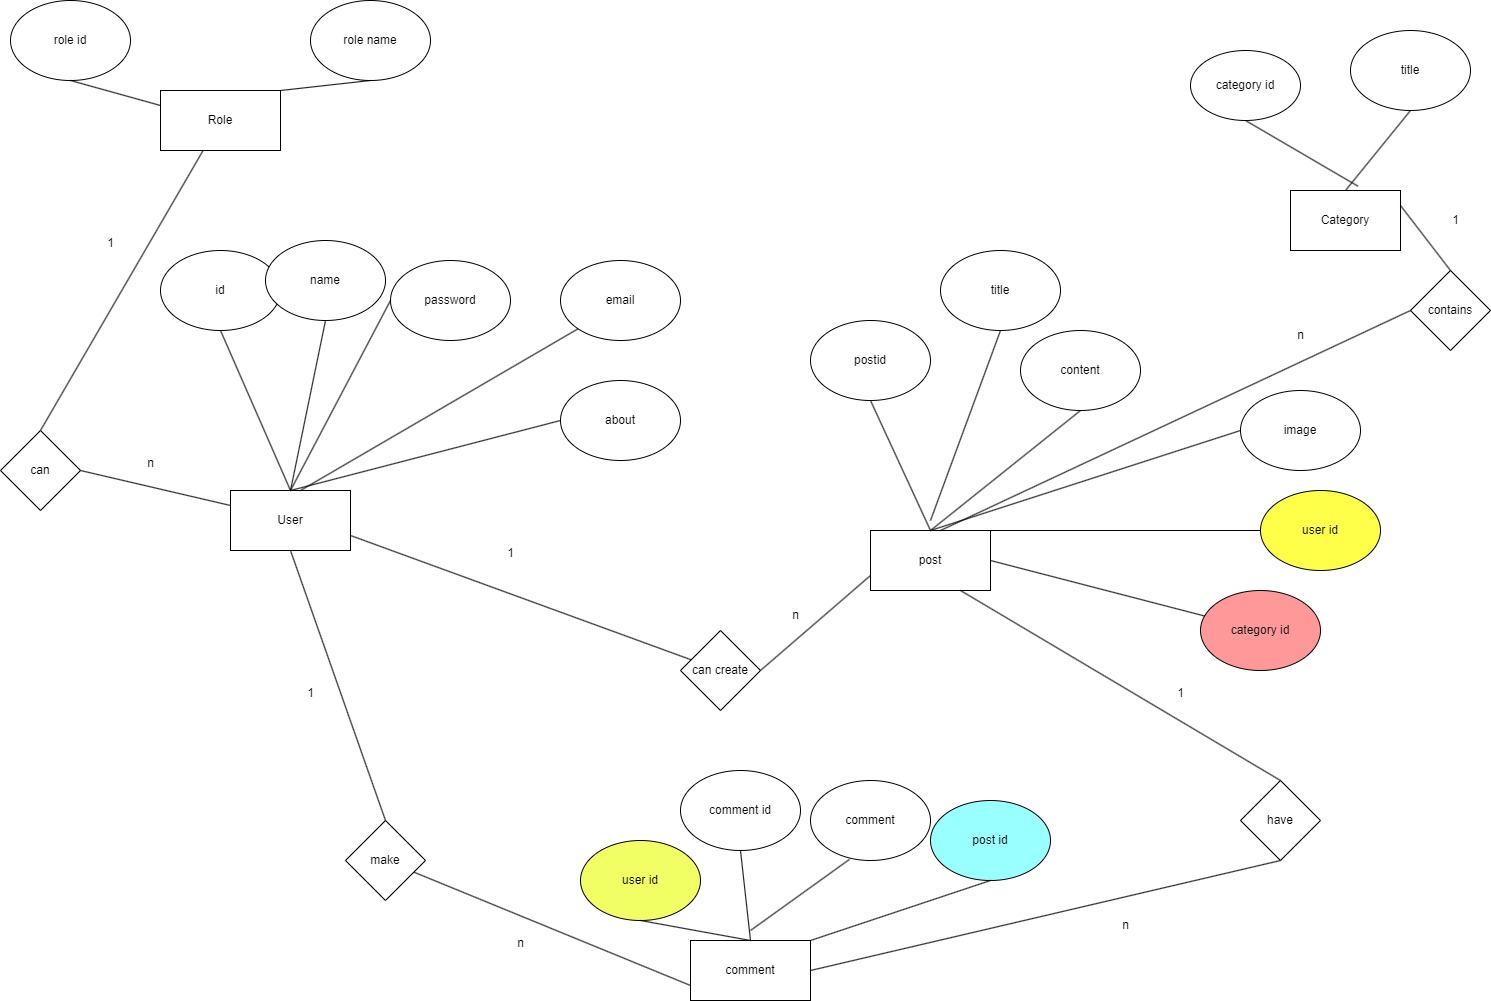 role id
role name
title
category id
Role
Category
1
1
id
name
password
email
title
contains
n
postid
content
about
image
n
can
User
user id
1
post
n
category id
can create
1
1
comment id
comment
have
post id
make
user id
n
n
comment